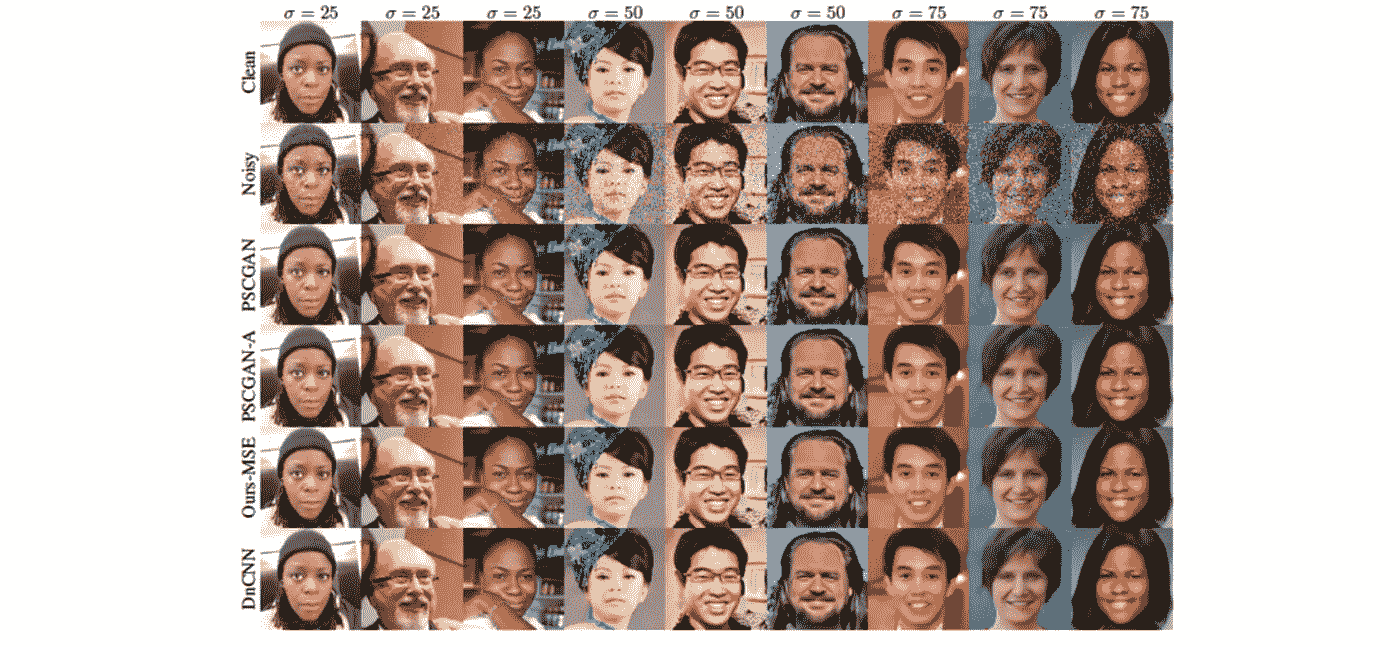 σ = 25 σ = 25 σ = 25 σ = 50 σ = 50 σ = 50 σ = 75 σ = 75 σ = 75
Clean
Noisy
PSCGAN
PSCGAN-A
Ours-MSE
DnCNN